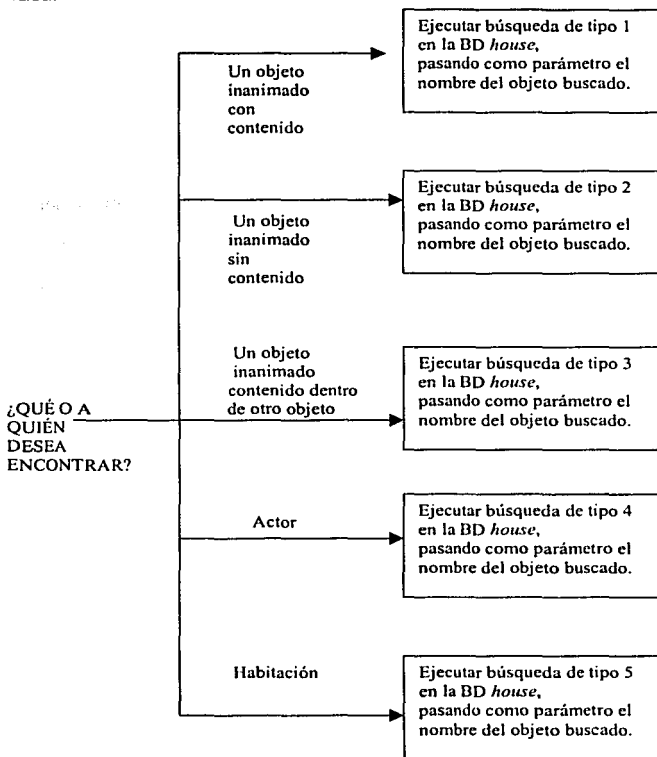 Un objeto
inanimado
con
contenido
Ejecutar búsqueda de tipo 1
en la BD house,
pasando como parámetro el
nombre del objeto buscado.
Un objeto
inanimado
sin
contenido
Ejecutar búsqueda de tipo 2
en la BD house,
pasando como parámetro el
nombre del objeto buscado.
Un objeto
inanimado
contenido dentro
de otro objeto
Ejecutar búsqueda de tipo 3
en la BD house,
pasando como parámetro el
nombre del objeto buscado.
¿QUÉ O A
QUIÉN
DESEA
ENCONTRAR?
Actor
Ejecutar búsqueda de tipo 4
en la BD house,
pasando como parámetro el
nombre del objeto buscado.
Habitación
Ejecutar búsqueda de tipo 5
en la BD house,
pasando como parámetro el
nombre del objeto buscado.